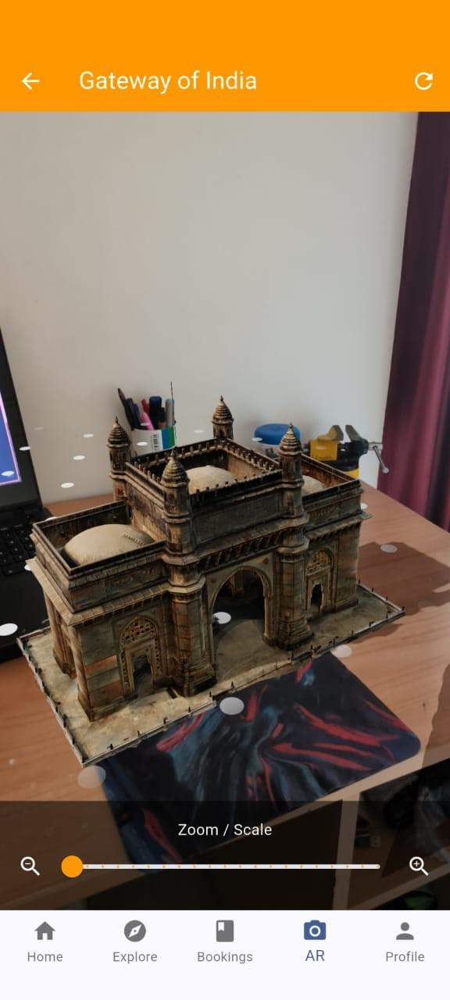 Gateway of India
Zoom / Scale
Home
Explore
Bookings
AR
Profile